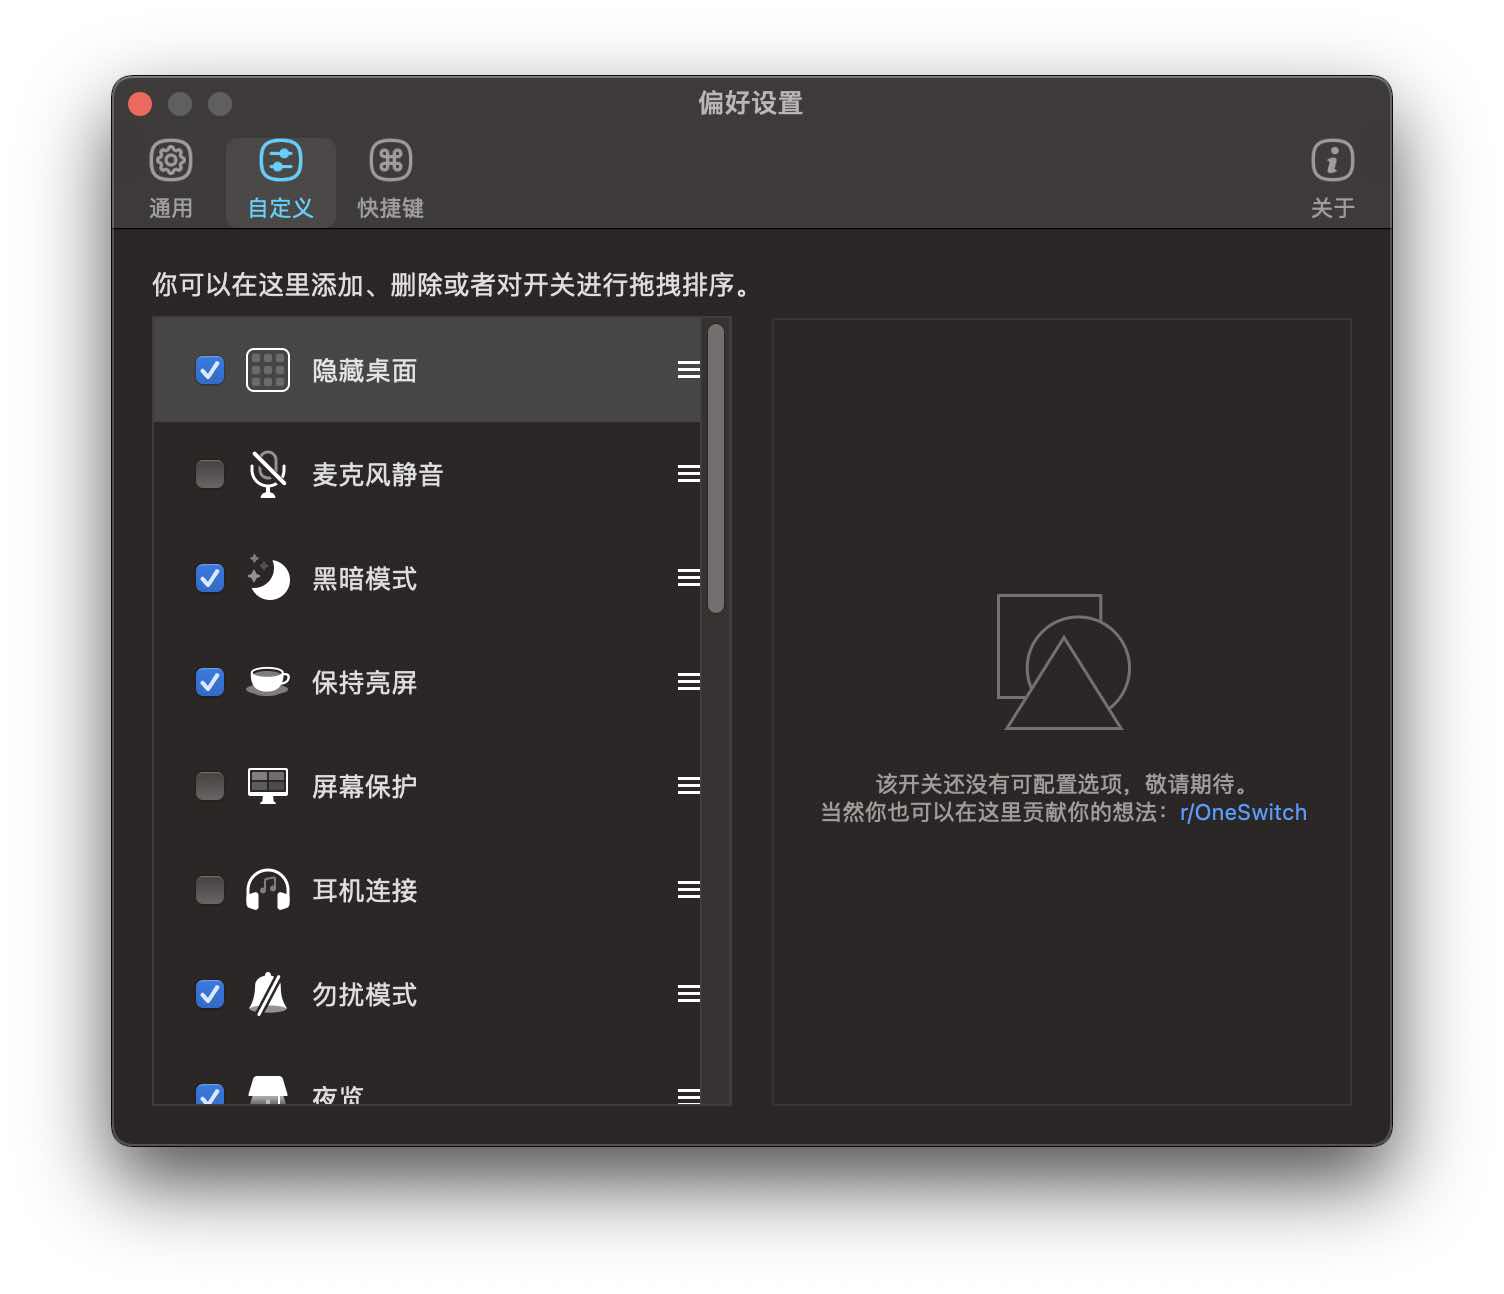 偏好设置
通用
自定义
快捷键
关于
你可以在这里添加、删除或者对开关进行拖拽排序。
隐藏桌面
麦克风静音
黑暗模式
保持亮屏
屏幕保护
耳机连接
勿扰模式
夜览
该开关还没有可配置选项，敬请期待。
当然你也可以在这里贡献你的想法：r/OneSwitch